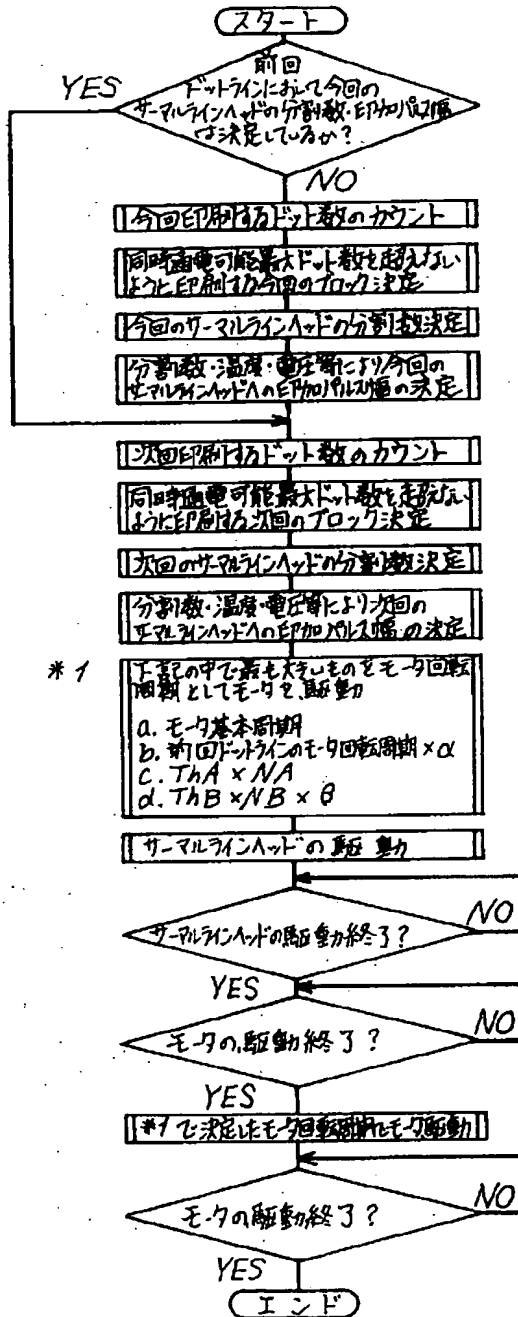 スタート
前回
YES
ドットラインにおいて今回の
サーマルラインヘッドの分割数・印加パルス幅
は決定しているか?
NO
今回印刷するドット数のカウント
同時通電可能最大ドット数を超えない
ように印刷する今回のブロック決定
今回のサーマルラインヘッドの分割数決定
分割数・温度・電圧等により今回の
サーマルラインヘッドへの印加パルス幅の決定
次回印刷するドット数のカウント
同時通電可能最大ドット数を超えない
ように印刷する次回のブロック決定
次回のサーマルラインヘッドの分割数決定
分割数・温度・電圧等により次回の
サーマルラインヘッドへの印加パルス幅の決定
*1
下記の中で最も大きいものをモータ回転
周期としてモータを駆動
a. モータ基本周期
b. 前回ドットラインのモータ回転周期×α
c. ThA × NA
d. ThB × NB × β
サーマルラインヘッドの駆動
NO
サーマルラインヘッドの駆動終了?
YES
NO
モータの駆動終了?
YES
*1で決定したモータ回転周期でモータ駆動
NO
モータの駆動終了?
YES
エンド